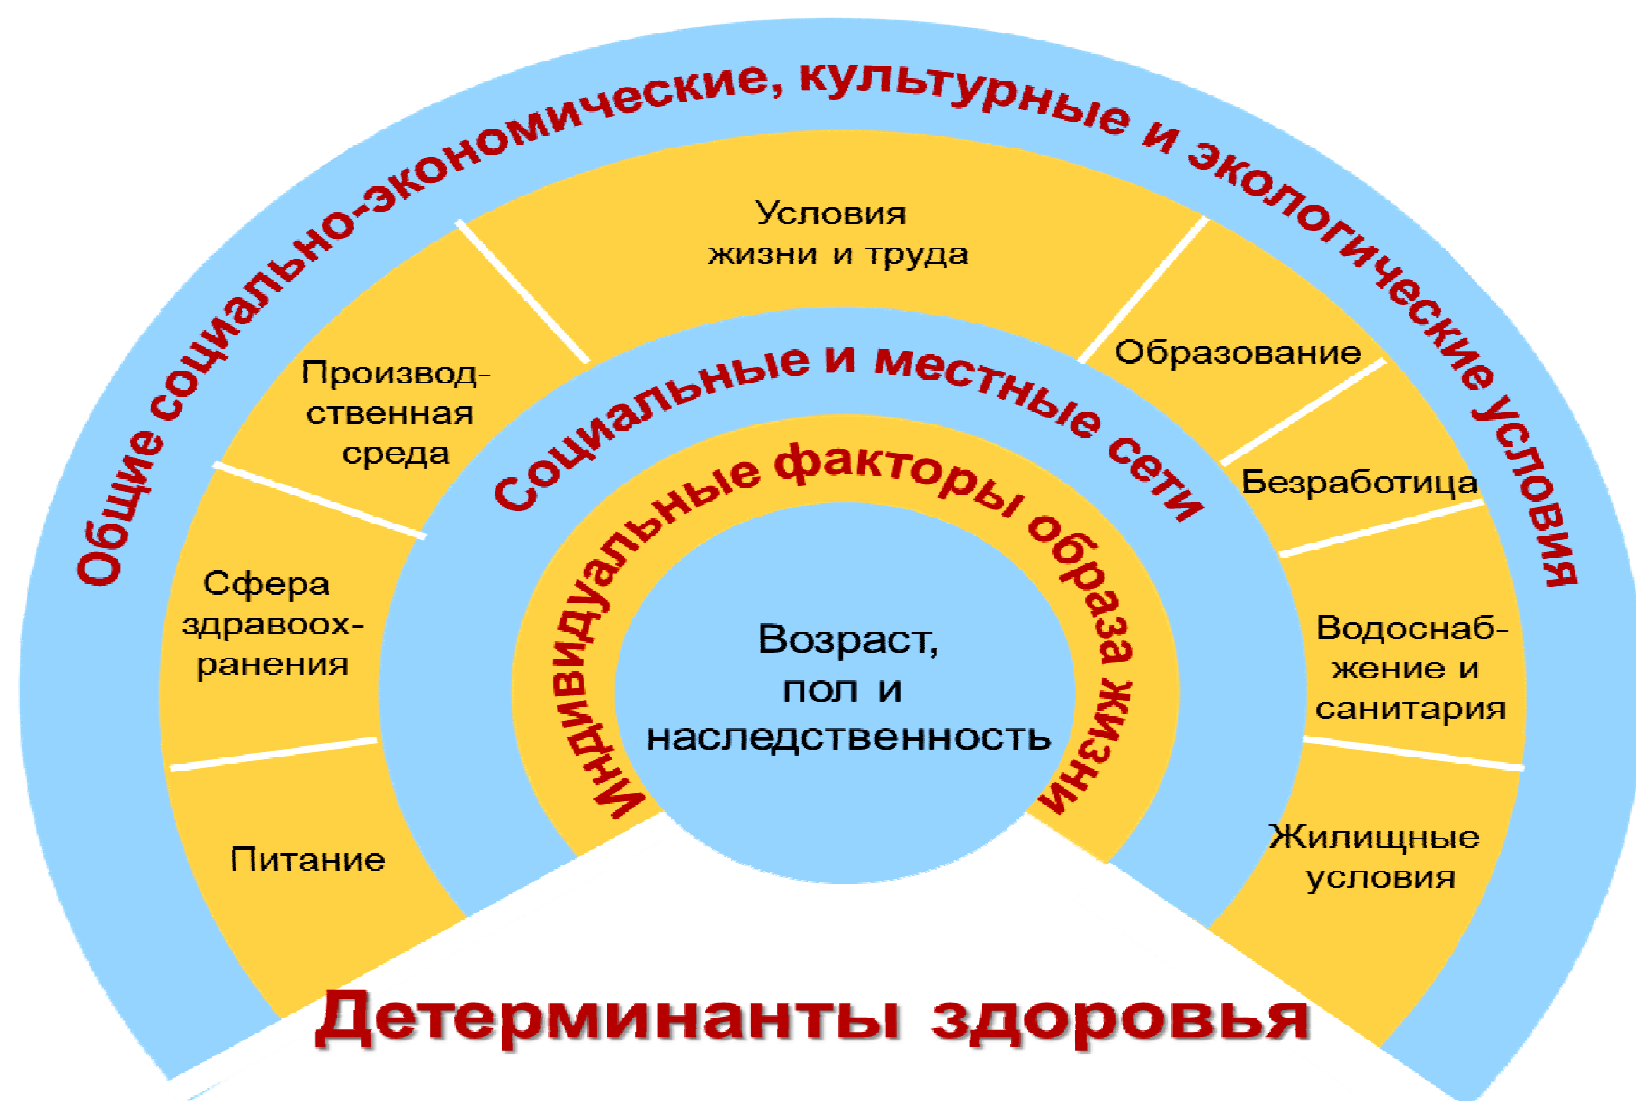 Общие социально-экономические, культурные и экологические условия
Условия
жизни и труда
Производ-
ственная
среда
Образование
Социальные и местные сети
Безработица
Индивидуальные факторы образа жизни
Сфера
здравоох-
ранения
Водоснаб-
жение и
санитария
Возраст,
пол и
наследственность
Питание
Жилищные
условия
Детерминанты здоровья